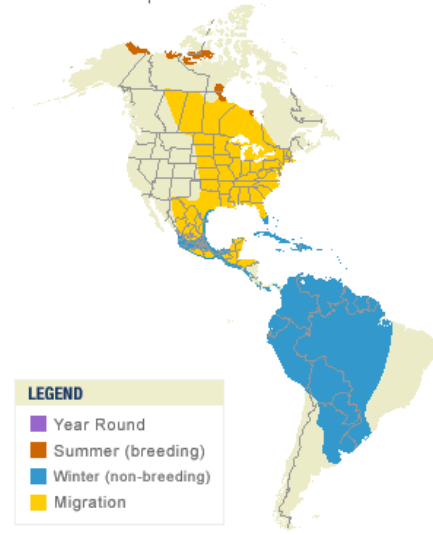 LEGEND
Year Round
Summer (breeding)
Winter (non-breeding)
Migration